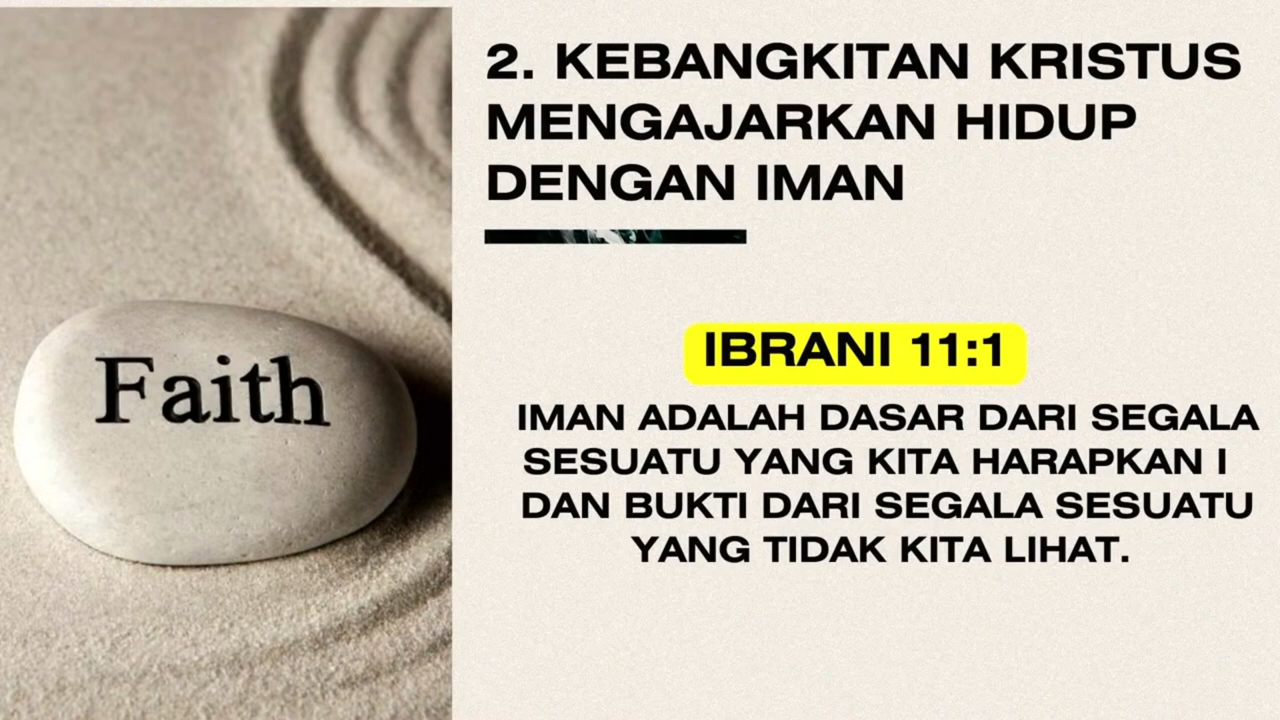 2. KEBANGKITAN KRISTUS
MENGAJARKAN HIDUP
DENGAN IMAN
Faith
IBRANI 11:1
IMAN ADALAH DASAR DARI SEGALA
SESUATU YANG KITA HARAPKAN I
DAN BUKTI DARI SEGALA SESUATU
YANG TIDAK KITA LIHAT.